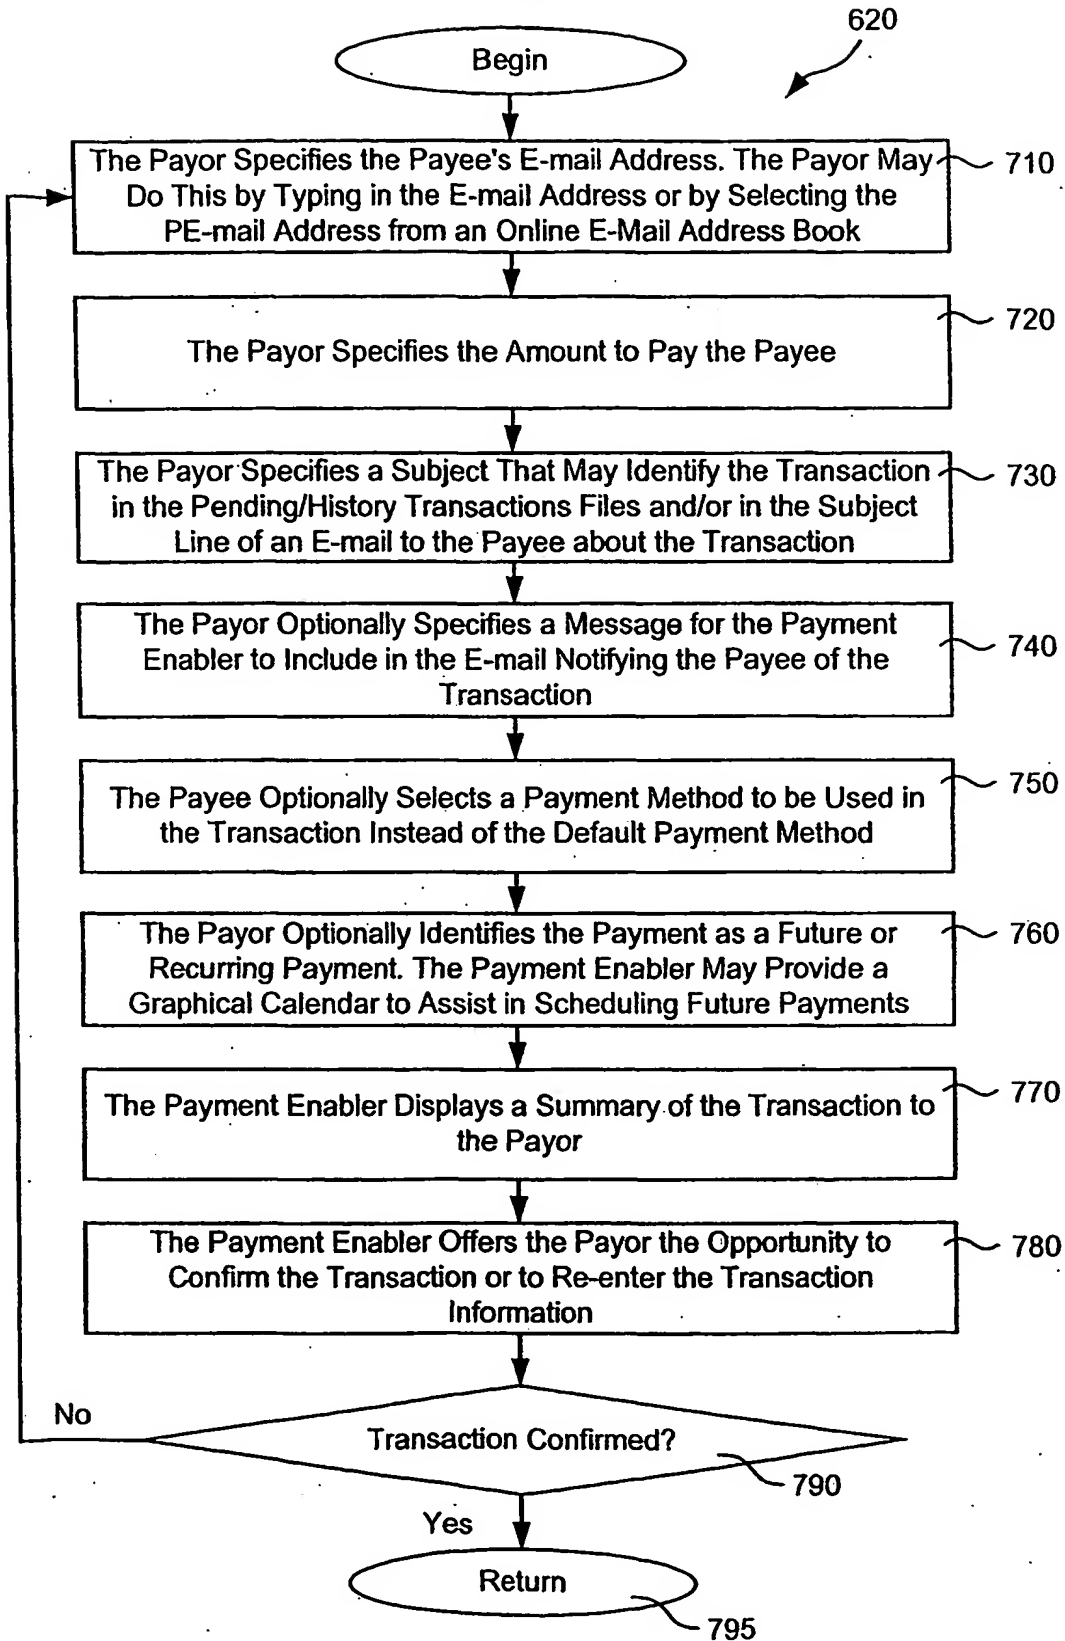 620
Begin
The Payor Specifies the Payee's E-mail Address. The Payor May
Do This by Typing in the E-mail Address or by Selecting the
PE-mail Address from an Online E-Mail Address Book
710
The Payor Specifies the Amount to Pay the Payee
720
The Payor Specifies a Subject That May Identify the Transaction
in the Pending/History Transactions Files and/or in the Subject
Line of an E-mail to the Payee about the Transaction
730
The Payor Optionally Specifies a Message for the Payment
Enabler to Include in the E-mail Notifying the Payee of the
Transaction
740
The Payee Optionally Selects a Payment Method to be Used in
the Transaction Instead of the Default Payment Method
750
The Payor Optionally Identifies the Payment as a Future or
Recurring Payment. The Payment Enabler May Provide a
Graphical Calendar to Assist in Scheduling Future Payments
760
The Payment Enabler Displays a Summary of the Transaction to
the Payor
770
The Payment Enabler Offers the Payor the Opportunity to
Confirm the Transaction or to Re-enter the Transaction
Information
780
No
Transaction Confirmed?
790
Yes
Return
795